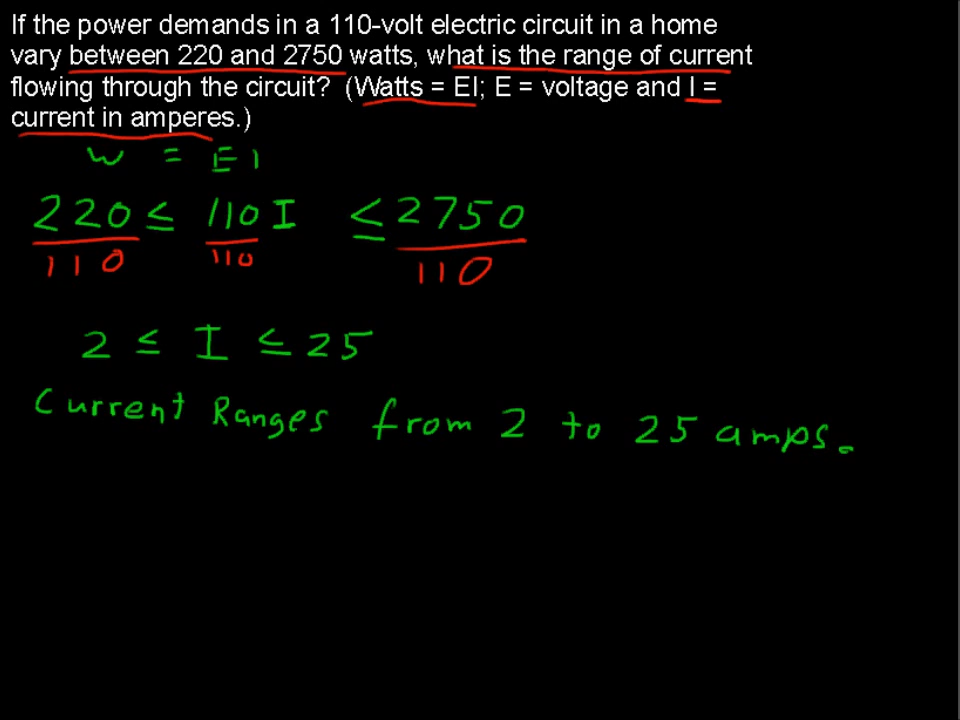 If the power demands in a 110-volt electric circuit in a home
vary between 220 and 2750 watts, what is the range of current
flowing through the circuit? (Watts = EI; E = voltage and I =
current in amperes.)
W = EI
220 ≤ 110 I ≤ 2750
110 110 110
2 ≤ I ≤ 25
Current Ranges from 2 to 25 amps.